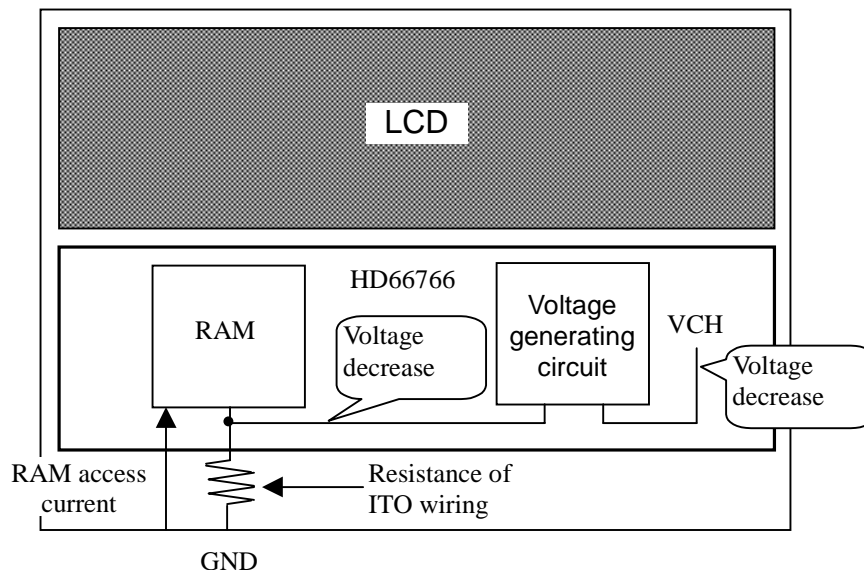 LCD
HD66766
RAM
Voltage
decrease
Voltage
generating
circuit
VCH
Voltage
decrease
RAM access
current
Resistance of
ITO wiring
GND